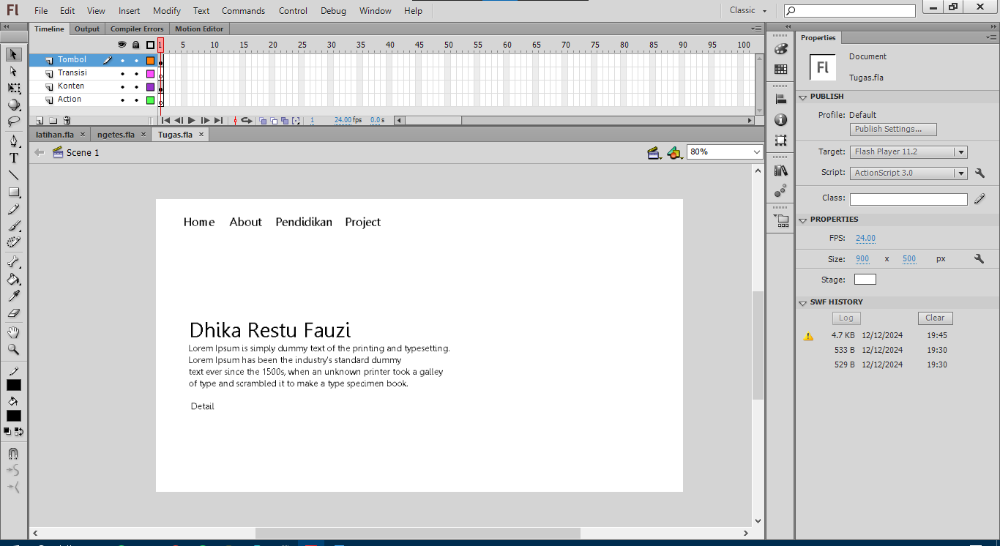 Fl File Edit View Insert Modify Text Commands Control Debug Window Help Classic
Timeline Output Compiler Errors Motion Editor
1 5 10 15 20 25 30 35 40 45 50 55 60 65 70 75 80 85 90 95 100
Tombol
Transisi
Konten
Action
1 24.00 fps 0.0 s
latihan.fla × ngetes.fla × Tugas.fla ×
Scene 1 80%
Home About Pendidikan Project
Dhika Restu Fauzi
Lorem Ipsum is simply dummy text of the printing and typesetting.
Lorem Ipsum has been the industry's standard dummy
text ever since the 1500s, when an unknown printer took a galley
of type and scrambled it to make a type specimen book.
Detail
Properties
Fl
Document
Tugas.fla
PUBLISH
Profile: Default
Publish Settings...
Target: Flash Player 11.2
Script: ActionScript 3.0
Class:
PROPERTIES
FPS: 24.00
Size: 900 x 500 px
Stage:
SWF HISTORY
Log Clear
4.7 KB 12/12/2024 19:45
533 B 12/12/2024 19:30
529 B 12/12/2024 19:30